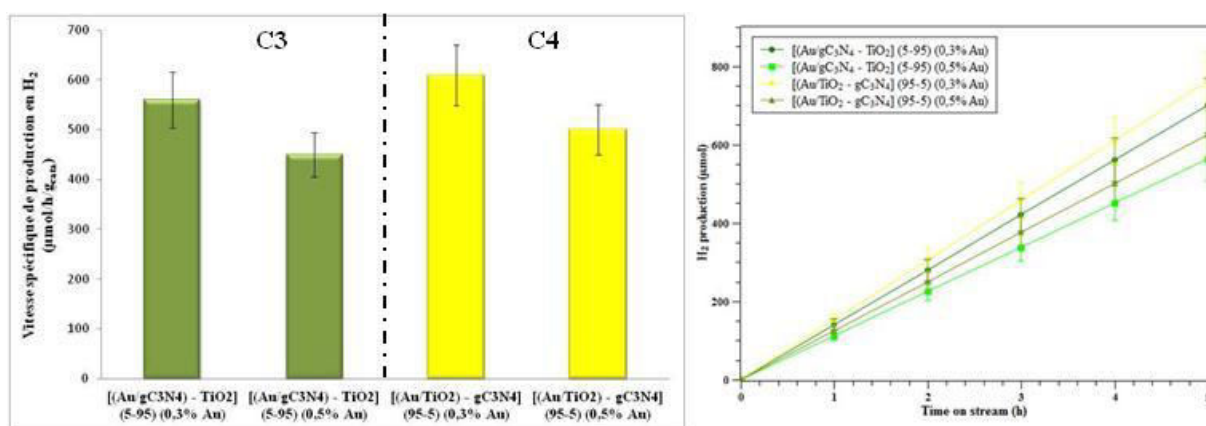 C3
C4
Vitesse spécifique de production en H2
(μmol/h/gcata)
700
600
500
400
300
200
100
0
[(Au/gC3N4) - TiO2]
(5-95) (0,3% Au)
[(Au/gC3N4) - TiO2]
(5-95) (0,5% Au)
[(Au/TiO2) - gC3N4]
(95-5) (0,3% Au)
[(Au/TiO2) - gC3N4]
(95-5) (0,5% Au)
[(Au/gC3N4 - TiO2] (5-95) (0,3% Au)
[(Au/gC3N4 - TiO2] (5-95) (0,5% Au)
[(Au/TiO2 - gC3N4] (95-5) (0,3% Au)
[(Au/TiO2 - gC3N4] (95-5) (0,5% Au)
H2 production (μmol)
800
600
400
200
0
0 1 2 3 4
Time on stream (h)